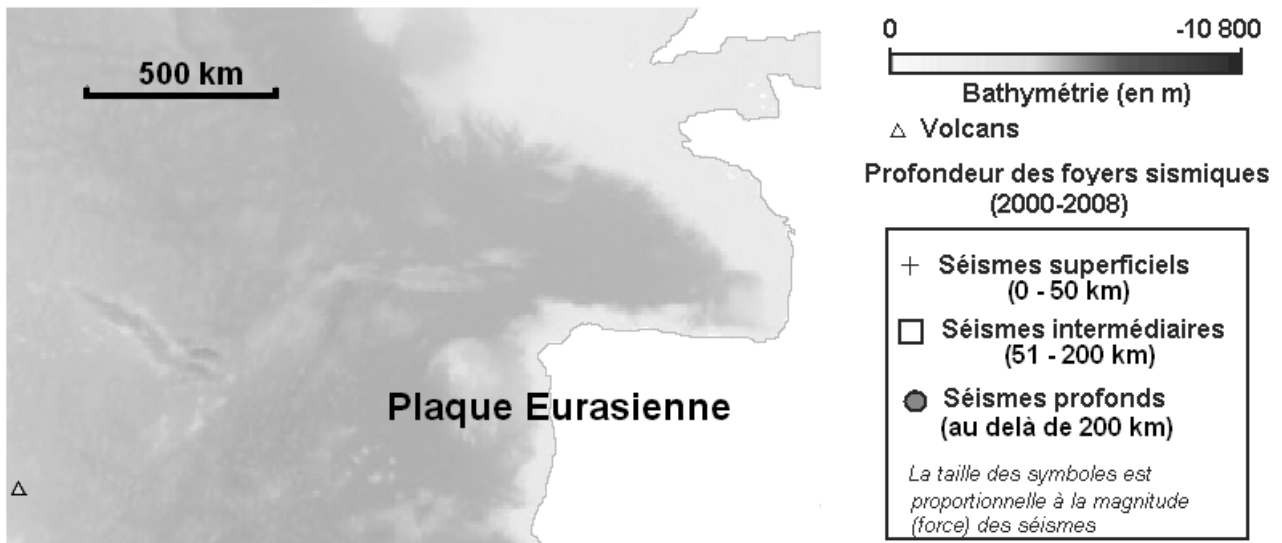 500 km
Plaque Eurasienne
0 -10 800
Bathymétrie (en m)
Volcans
Profondeur des foyers sismiques
(2000-2008)
Séismes superficiels
(0 - 50 km)
Séismes intermédiaires
(51 - 200 km)
Séismes profonds
(au delà de 200 km)
La taille des symboles est
proportionnelle à la magnitude
(force) des séismes